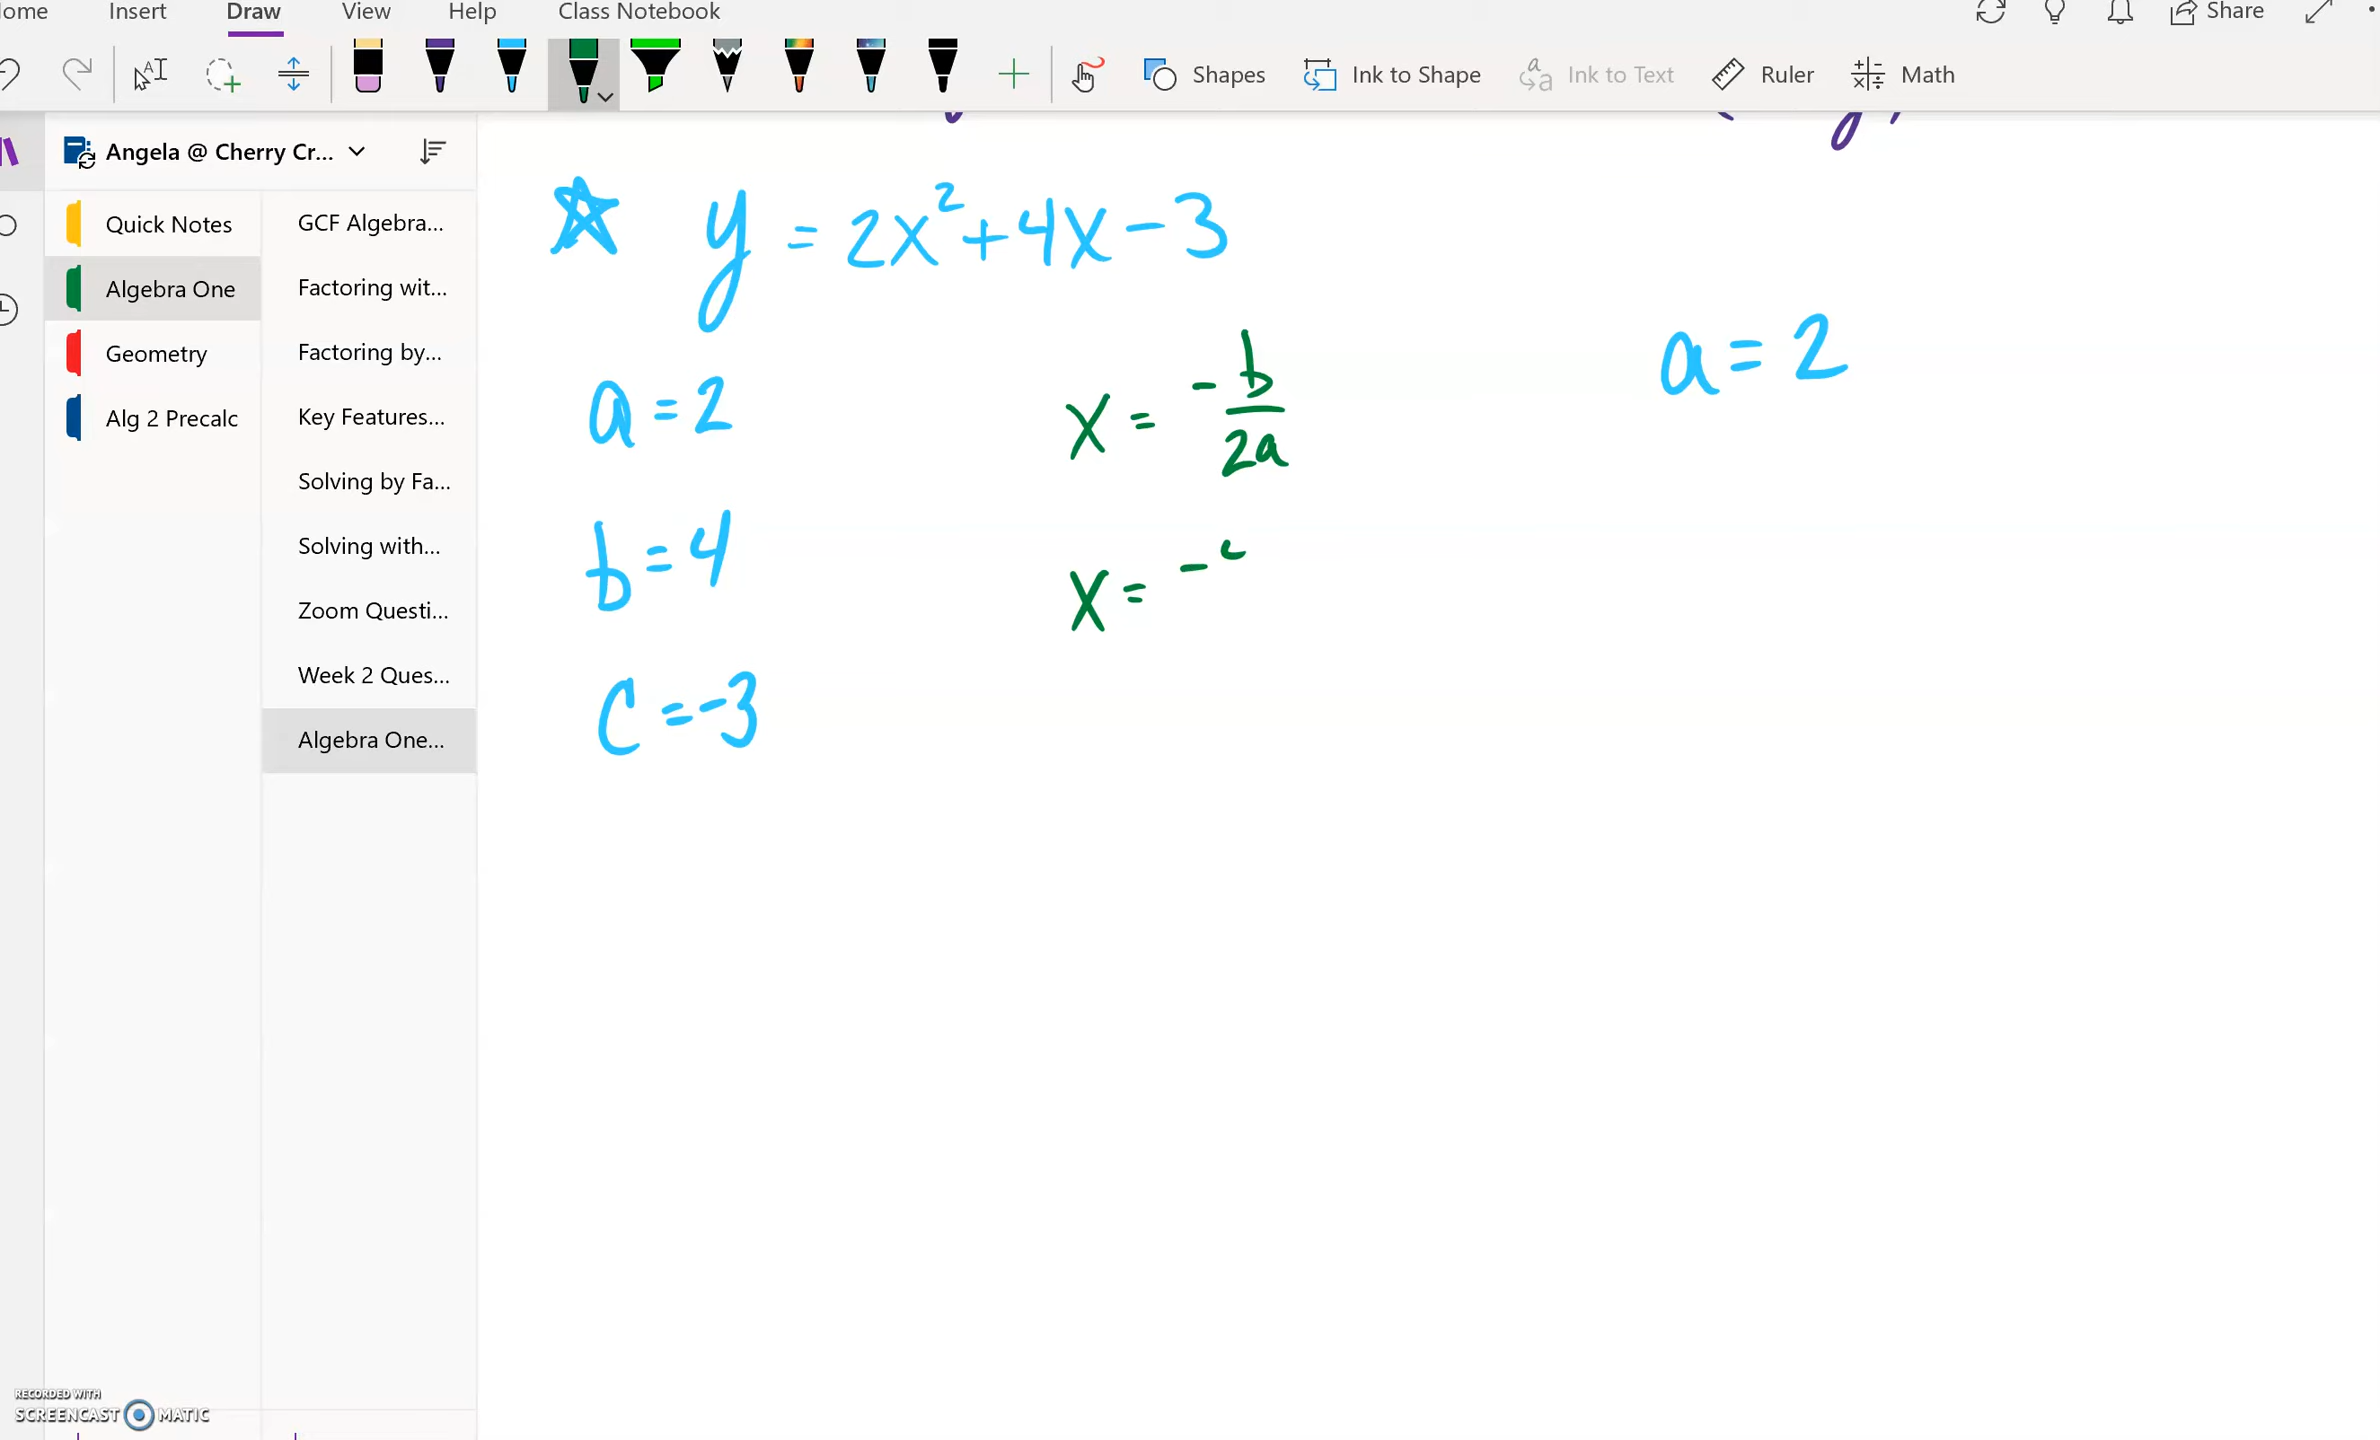 Home Insert Draw View Help Class Notebook Share
Shapes Ink to Shape Ink to Text Ruler Math
Angela @ Cherry Cr...
Quick Notes
Algebra One
Geometry
Alg 2 Precalc
GCF Algebra...
Factoring wit...
Factoring by...
Key Features...
Solving by Fa...
Solving with...
Zoom Questi...
Week 2 Ques...
Algebra One...
y = 2x² + 4x - 3
a = 2
b = 4
c = -3
x = -b/2a
x = -
a = 2
RECORDED WITH
SCREENCAST MATIC